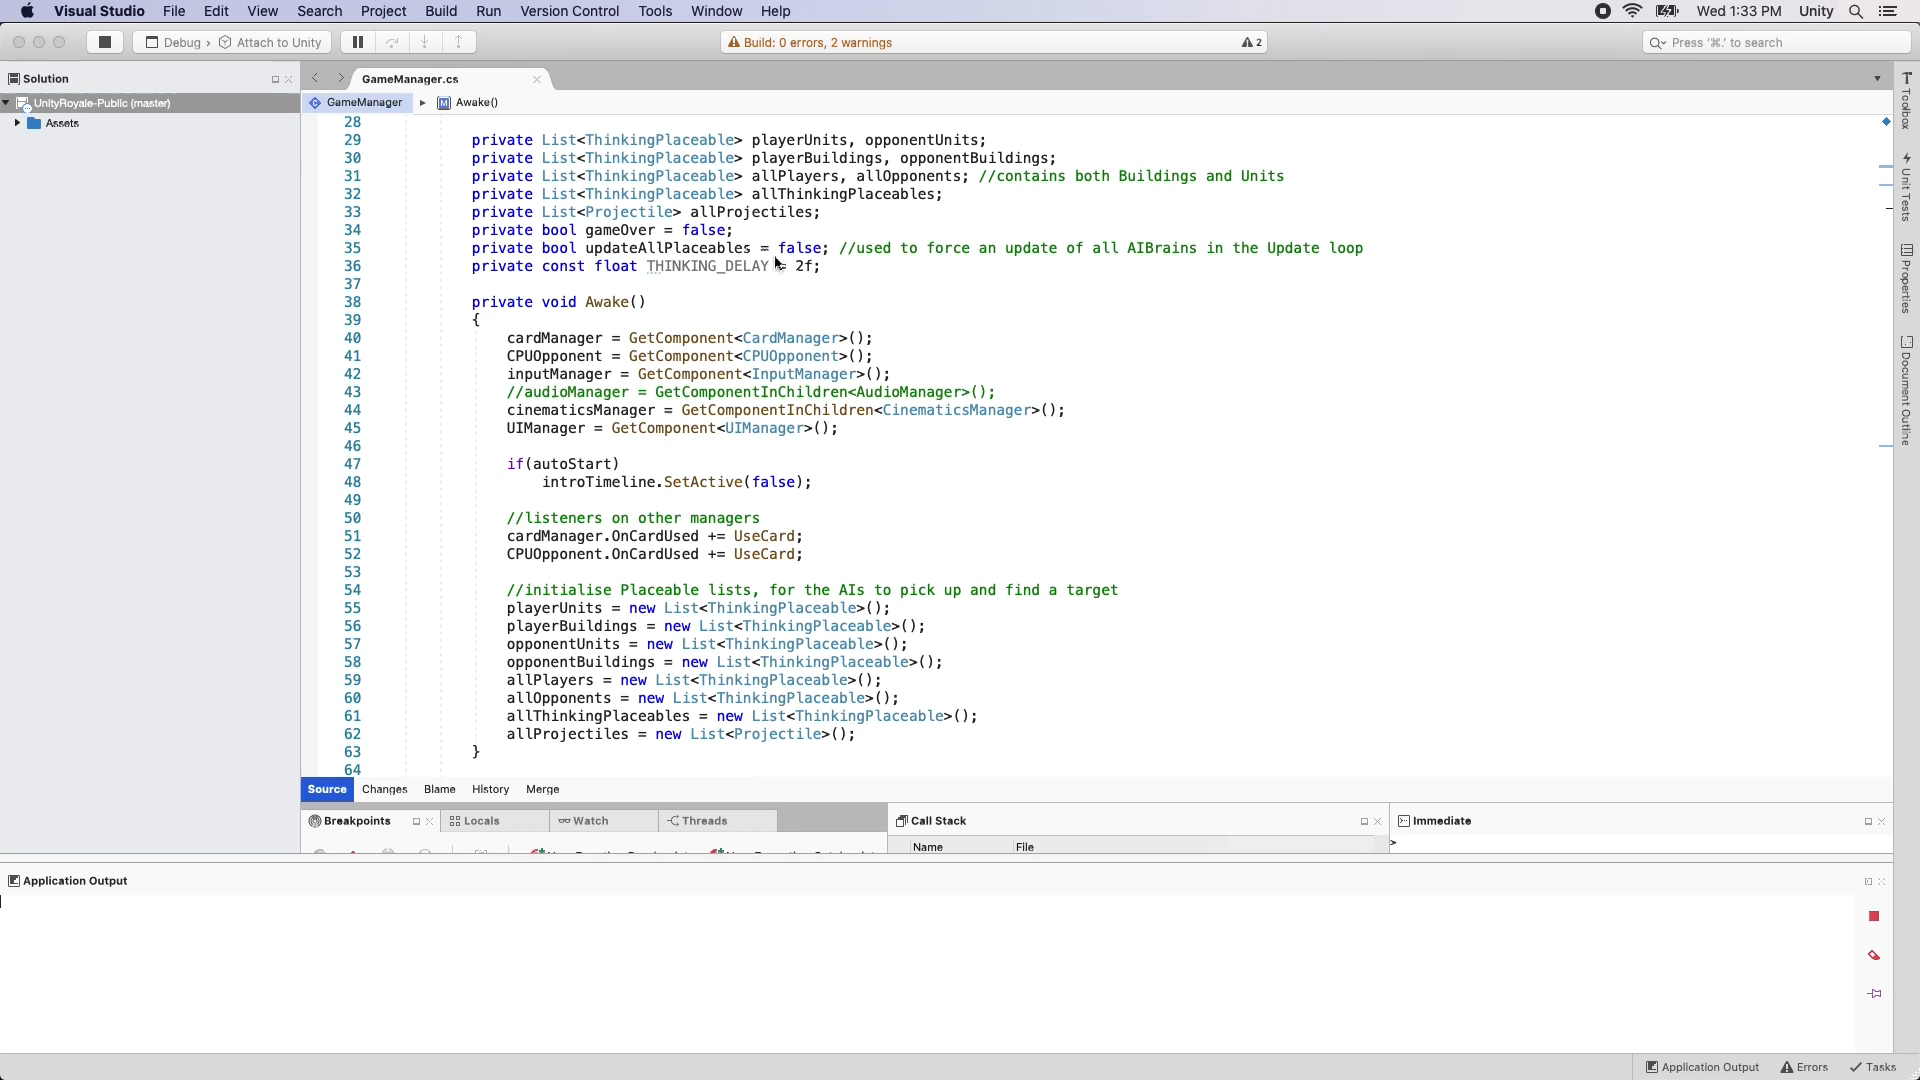 Visual Studio File Edit View Search Project Build Run Version Control Tools Window Help Wed 1:33 PM Unity
Debug › Attach to Unity
Build: 0 errors, 2 warnings
2
Press '⌘.' to search
Solution
GameManager.cs
UnityRoyale-Public (master)
Assets
GameManager ▸ Awake()
28
29 private List<ThinkingPlaceable> playerUnits, opponentUnits;
30 private List<ThinkingPlaceable> playerBuildings, opponentBuildings;
31 private List<ThinkingPlaceable> allPlayers, allOpponents; //contains both Buildings and Units
32 private List<ThinkingPlaceable> allThinkingPlaceables;
33 private List<Projectile> allProjectiles;
34 private bool gameOver = false;
35 private bool updateAllPlaceables = false; //used to force an update of all AIBrains in the Update loop
36 private const float THINKING_DELAY = 2f;
37
38 private void Awake()
39 {
40 cardManager = GetComponent<CardManager>();
41 CPUOpponent = GetComponent<CPUOpponent>();
42 inputManager = GetComponent<InputManager>();
43 //audioManager = GetComponentInChildren<AudioManager>();
44 cinematicsManager = GetComponentInChildren<CinematicsManager>();
45 UIManager = GetComponent<UIManager>();
46
47 if(autoStart)
48 introTimeline.SetActive(false);
49
50 //listeners on other managers
51 cardManager.OnCardUsed += UseCard;
52 CPUOpponent.OnCardUsed += UseCard;
53
54 //initialise Placeable lists, for the AIs to pick up and find a target
55 playerUnits = new List<ThinkingPlaceable>();
56 playerBuildings = new List<ThinkingPlaceable>();
57 opponentUnits = new List<ThinkingPlaceable>();
58 opponentBuildings = new List<ThinkingPlaceable>();
59 allPlayers = new List<ThinkingPlaceable>();
60 allOpponents = new List<ThinkingPlaceable>();
61 allThinkingPlaceables = new List<ThinkingPlaceable>();
62 allProjectiles = new List<Projectile>();
63 }
64
Toolbox
Unit Tests
Properties
Document Outline
Source Changes Blame History Merge
Breakpoints Locals Watch Threads
Call Stack
Immediate
Name File
>
Application Output
Application Output Errors Tasks